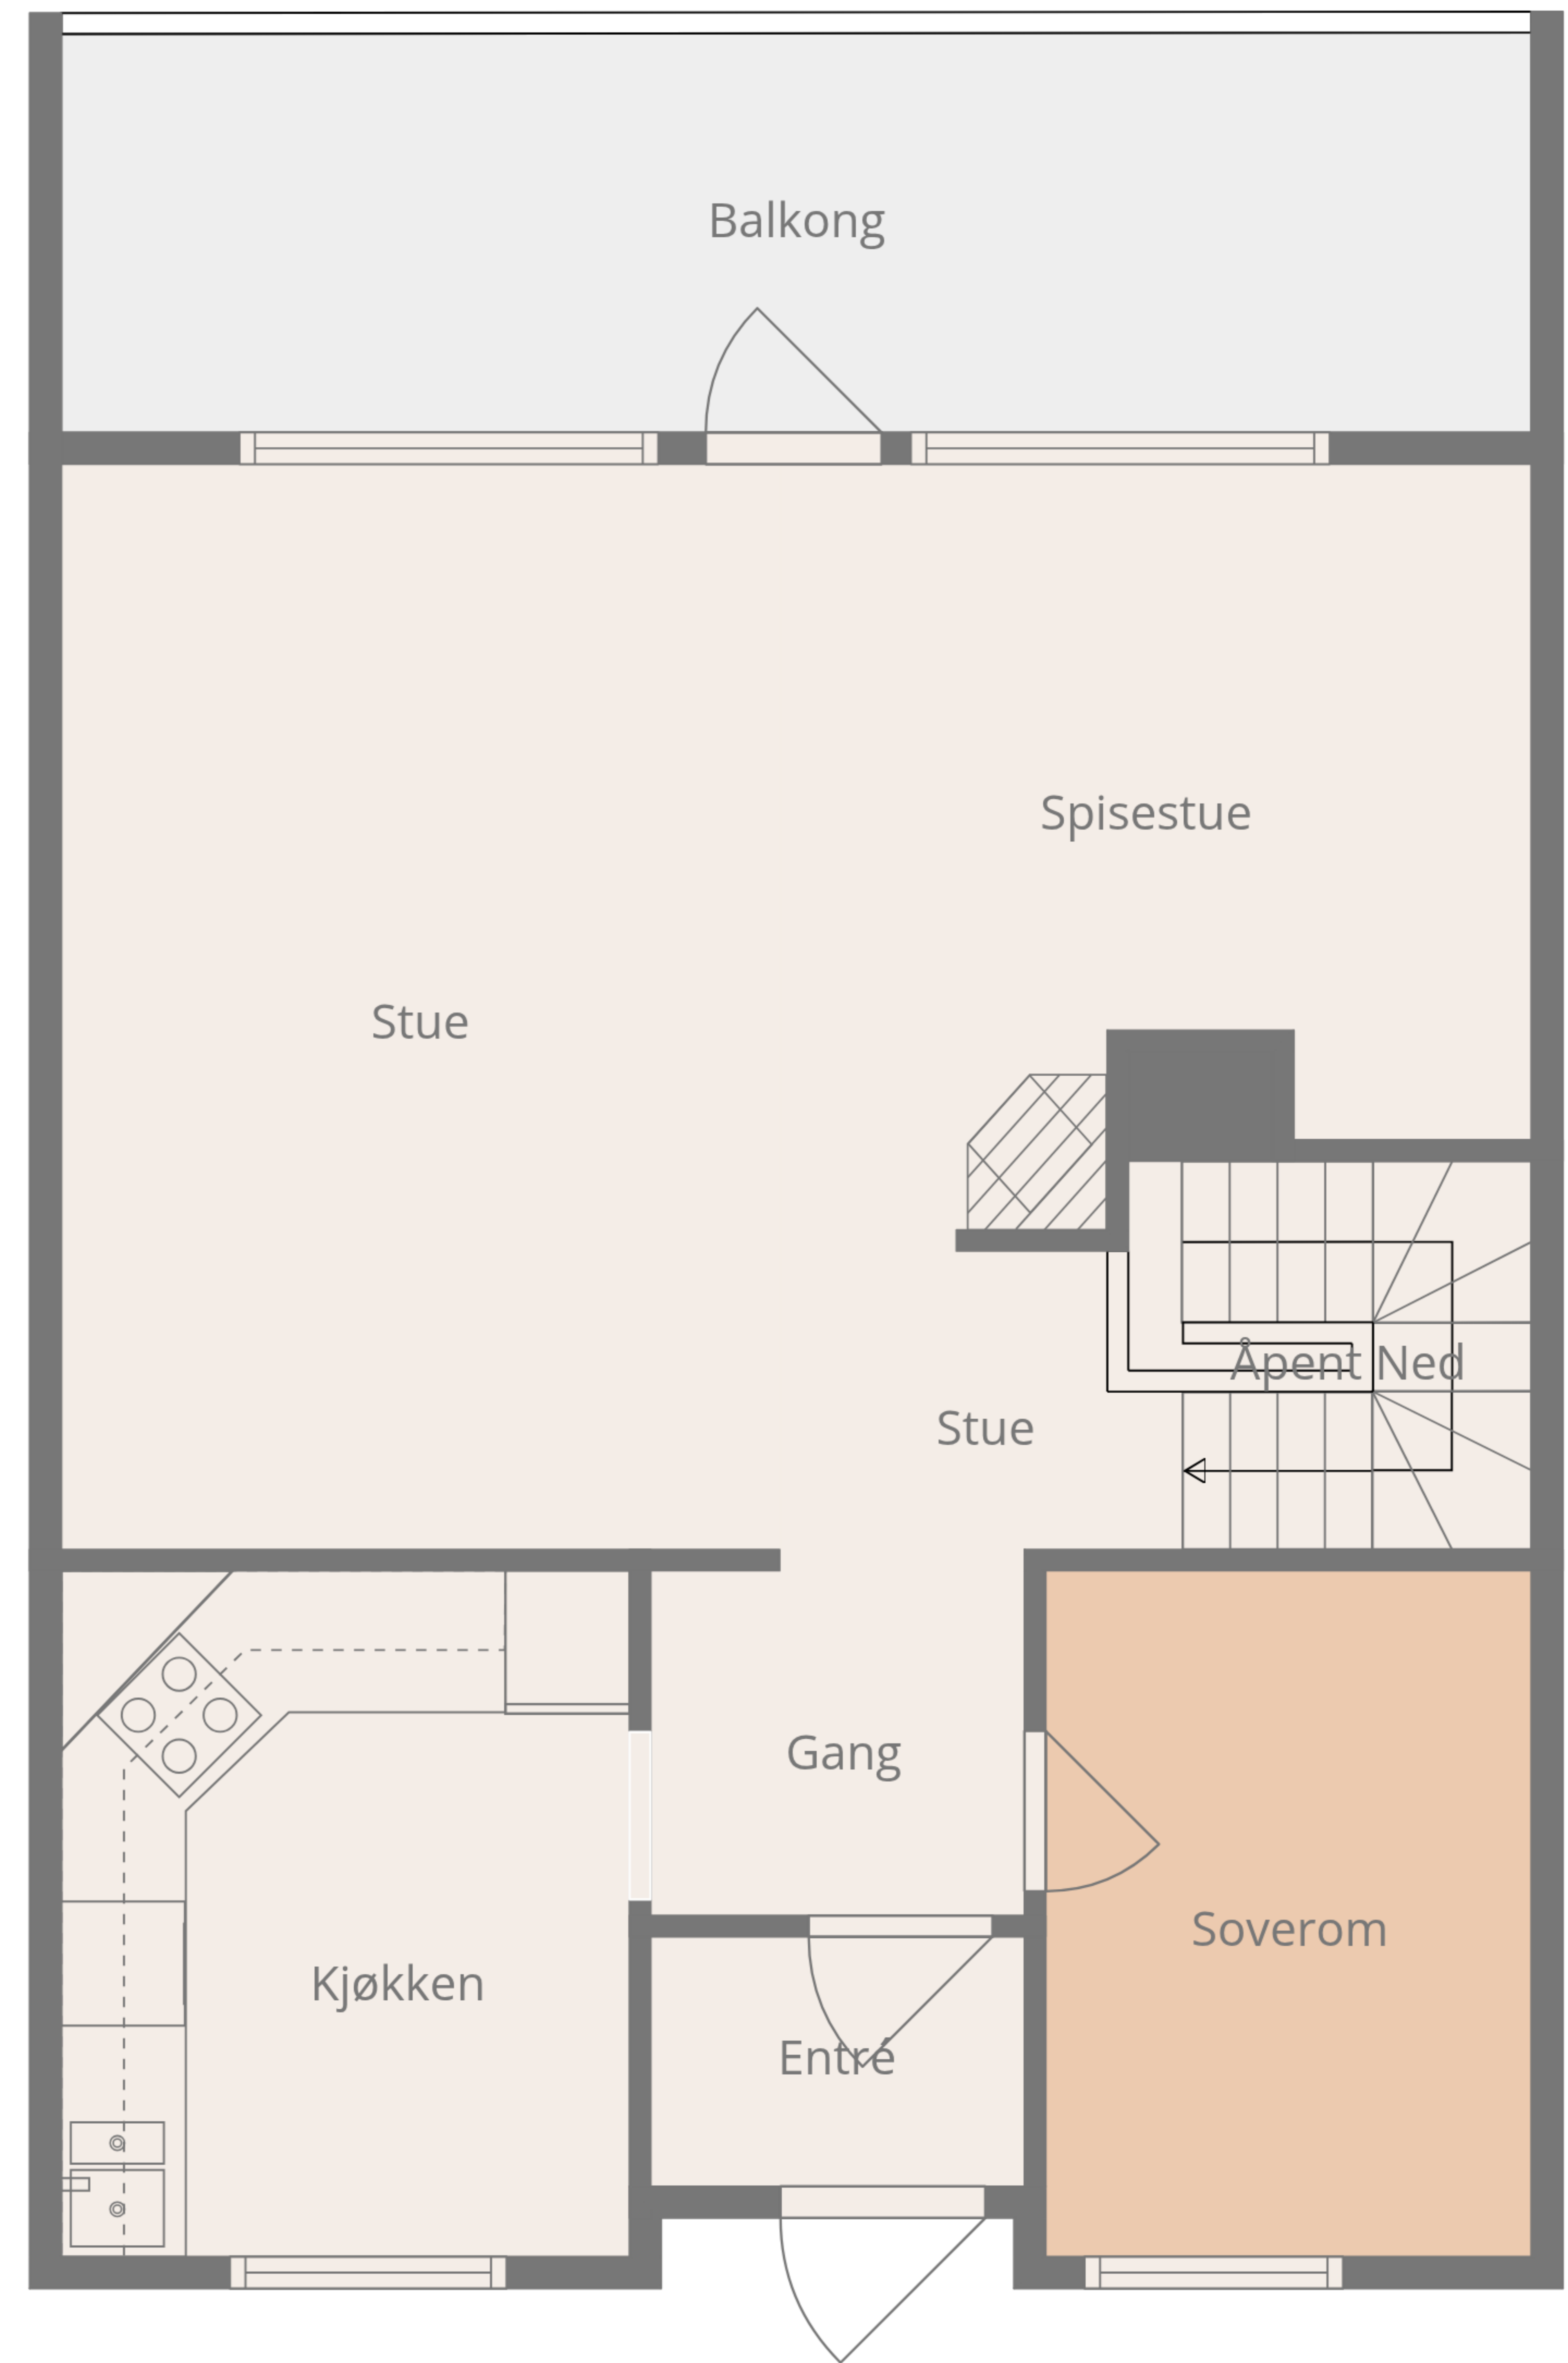 Balkong
Spisestue
Stue
Åpent Ned
Stue
Gang
Soverom
Kjøkken
Entré